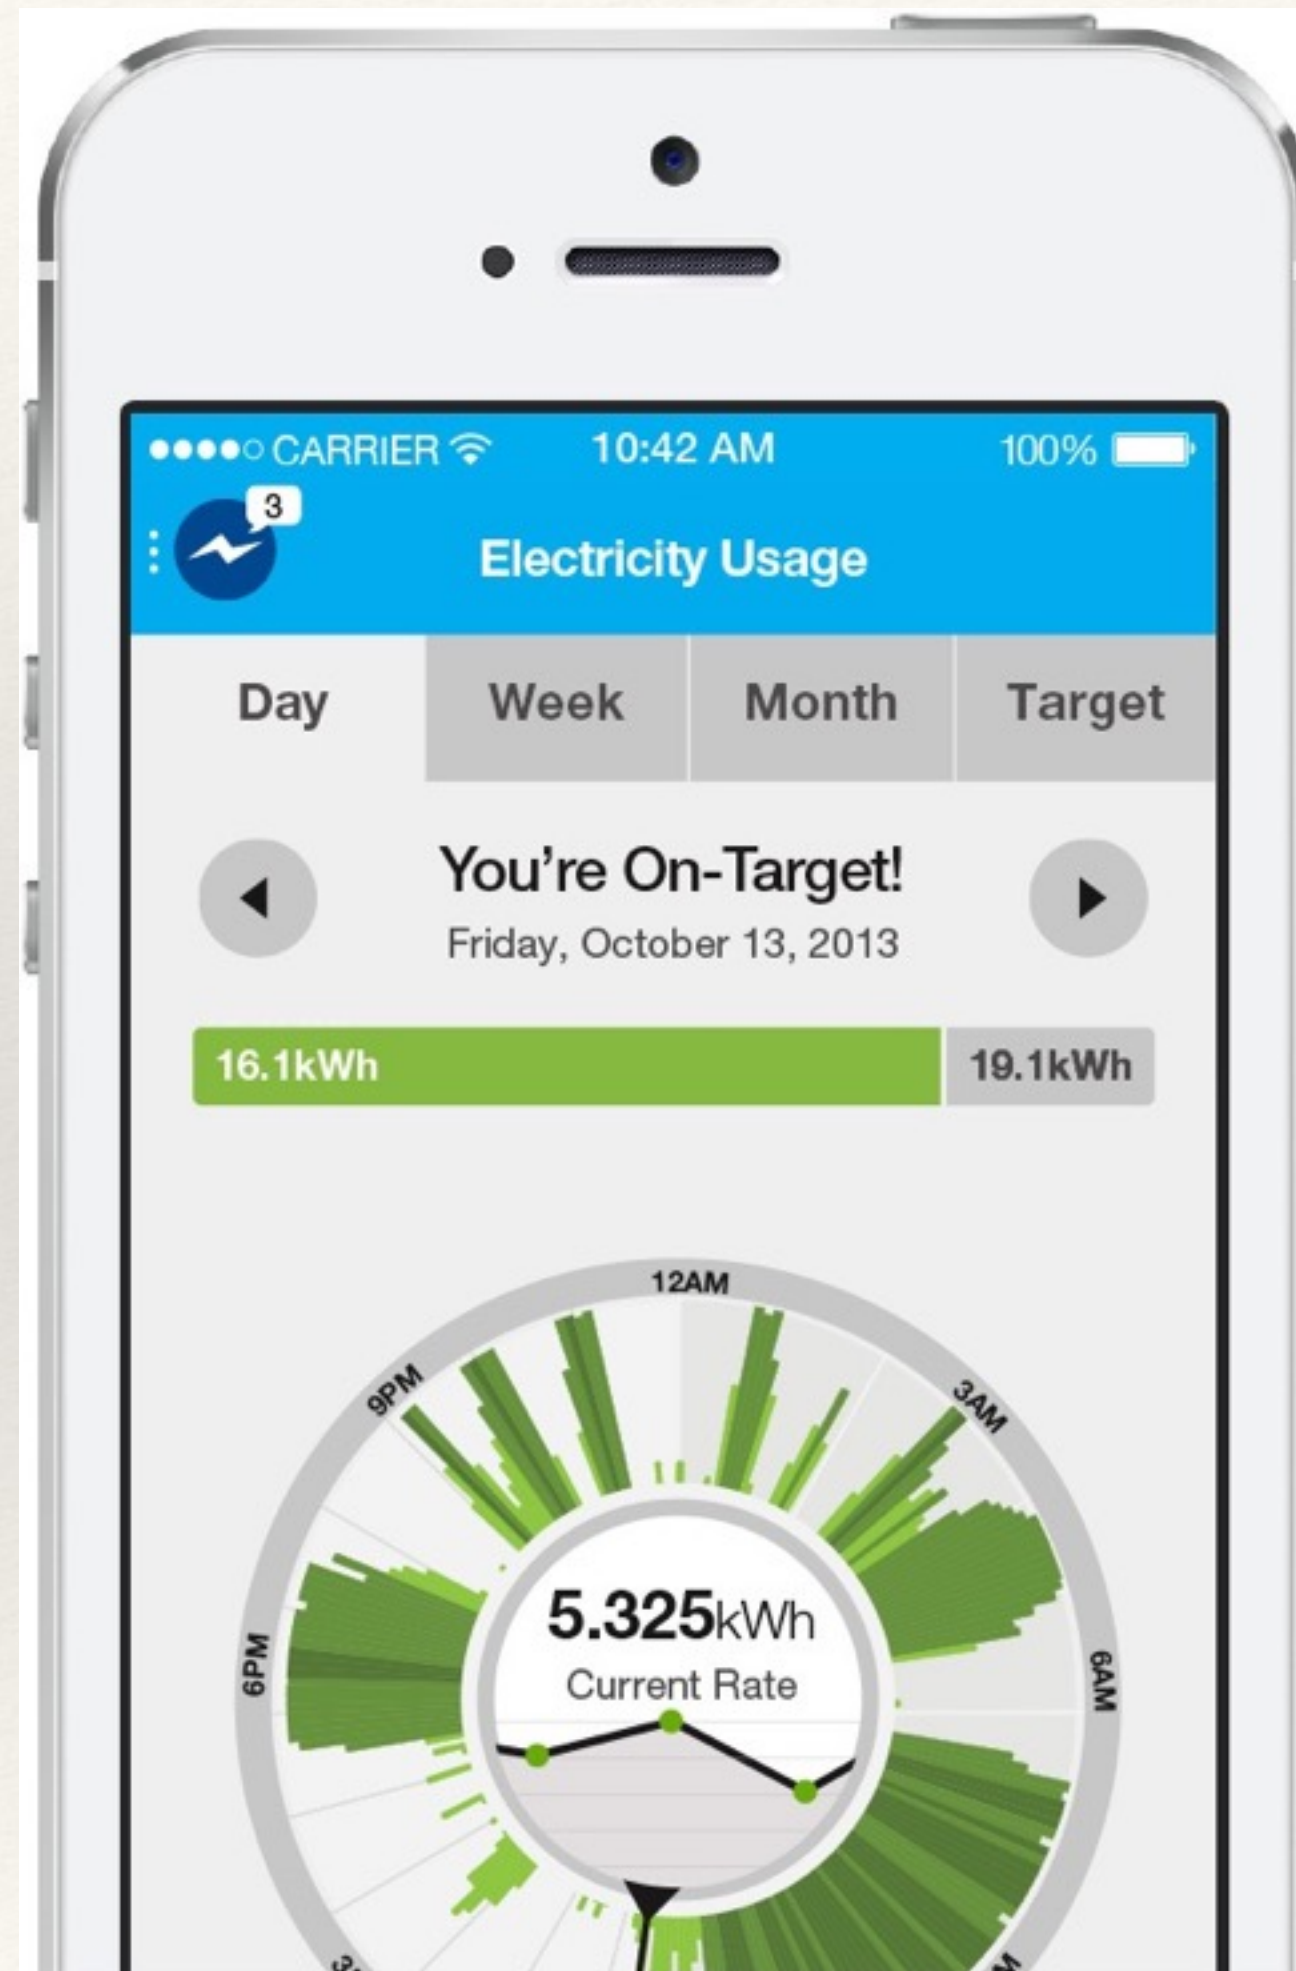 CARRIER 10:42 AM 100%
3
Electricity Usage
Day Week Month Target
You're On-Target!
Friday, October 13, 2013
16.1kWh 19.1kWh
12AM
9PM 3AM
5.325kWh
Current Rate
6PM 6AM